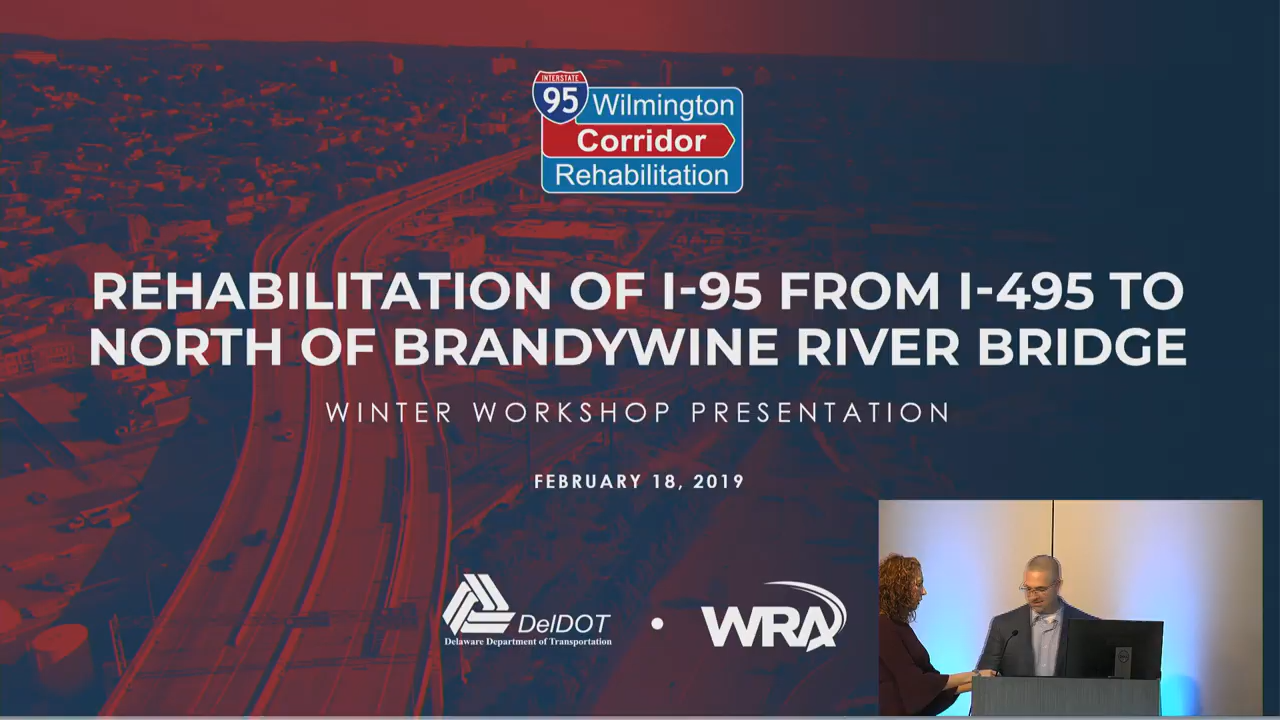 INTERSTATE
95
Wilmington
Corridor
Rehabilitation
REHABILITATION OF I-95 FROM I-495 TO
NORTH OF BRANDYWINE RIVER BRIDGE
WINTER WORKSHOP PRESENTATION
FEBRUARY 18, 2019
DelDOT
Delaware Department of Transportation
WRA
DELL